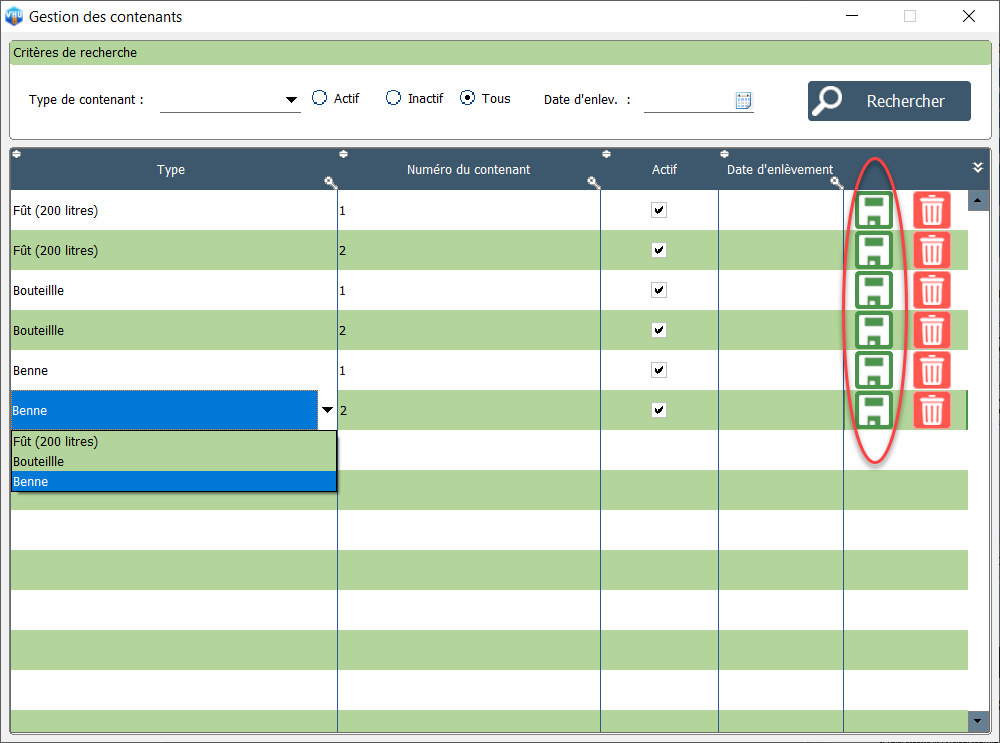 VHU Gestion des contenants
Critères de recherche
Type de contenant : Actif Inactif Tous Date d'enlev. : Rechercher
Type Numéro du contenant Actif Date d'enlèvement
Fût (200 litres) 1
Fût (200 litres) 2
Bouteillle 1
Bouteillle 2
Benne 1
Benne 2
Fût (200 litres)
Bouteillle
Benne